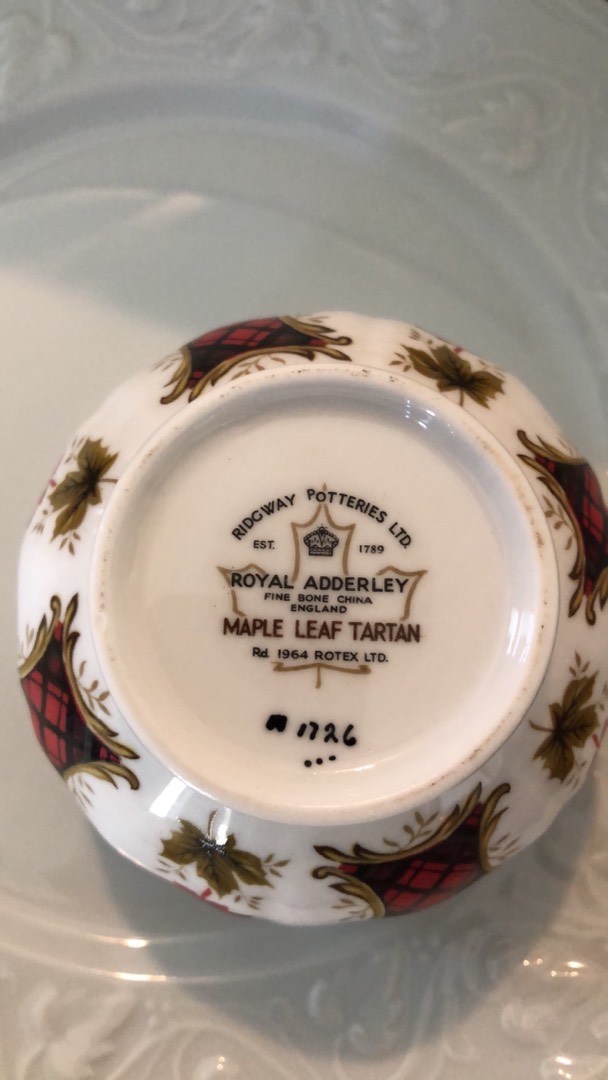 RIDGWAY POTTERIES LTD.
EST. 1789
ROYAL ADDERLEY
FINE BONE CHINA
ENGLAND
MAPLE LEAF TARTAN
Rd. 1964 ROTEX LTD.
1726